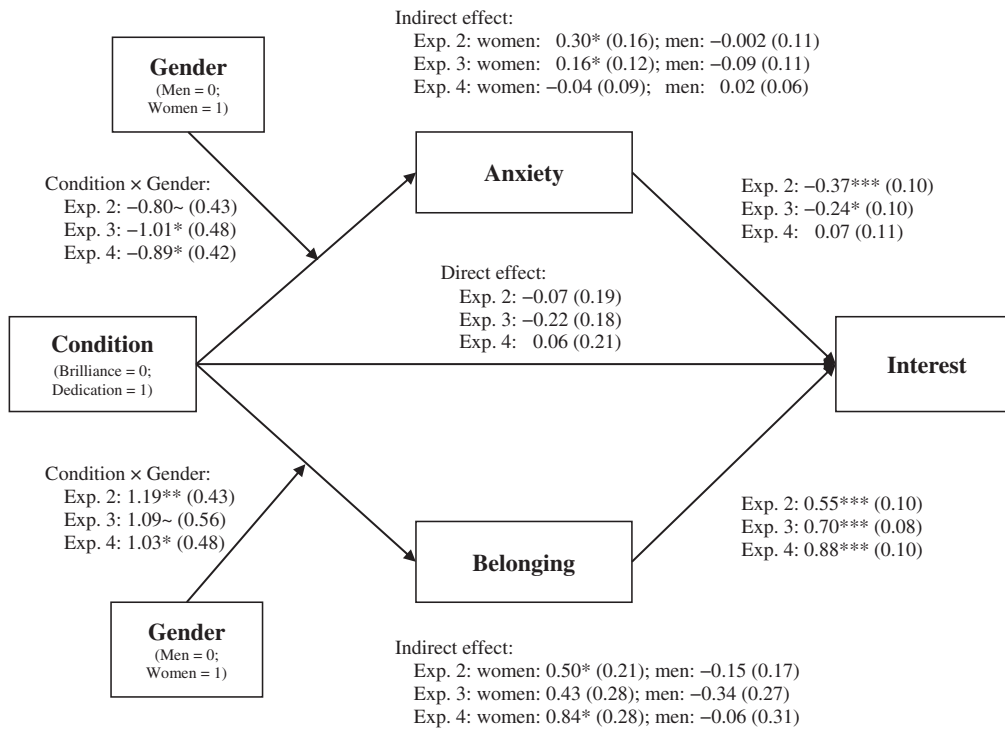 Indirect effect:
Exp. 2: women: 0.30* (0.16); men: −0.002 (0.11)
Exp. 3: women: 0.16* (0.12); men: −0.09 (0.11)
Exp. 4: women: −0.04 (0.09); men: 0.02 (0.06)
Gender
(Men = 0;
Women = 1)
Anxiety
Condition × Gender:
Exp. 2: −0.80~ (0.43)
Exp. 3: −1.01* (0.48)
Exp. 4: −0.89* (0.42)
Exp. 2: −0.37*** (0.10)
Exp. 3: −0.24* (0.10)
Exp. 4: 0.07 (0.11)
Direct effect:
Exp. 2: −0.07 (0.19)
Exp. 3: −0.22 (0.18)
Exp. 4: 0.06 (0.21)
Condition
(Brilliance = 0;
Dedication = 1)
Interest
Condition × Gender:
Exp. 2: 1.19** (0.43)
Exp. 3: 1.09~ (0.56)
Exp. 4: 1.03* (0.48)
Exp. 2: 0.55*** (0.10)
Exp. 3: 0.70*** (0.08)
Exp. 4: 0.88*** (0.10)
Belonging
Gender
(Men = 0;
Women = 1)
Indirect effect:
Exp. 2: women: 0.50* (0.21); men: −0.15 (0.17)
Exp. 3: women: 0.43 (0.28); men: −0.34 (0.27)
Exp. 4: women: 0.84* (0.28); men: −0.06 (0.31)